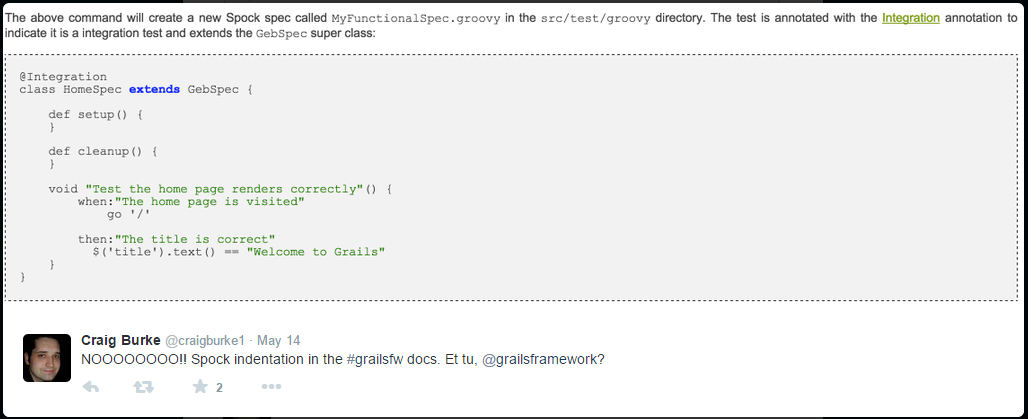 The above command will create a new Spock spec called MyFunctionalSpec.groovy in the src/test/groovy directory. The test is annotated with the Integration annotation to
indicate it is a integration test and extends the GebSpec super class:
@Integration
class HomeSpec extends GebSpec {
    def setup() {
    }
    def cleanup() {
    }
    void "Test the home page renders correctly"() {
        when:"The home page is visited"
            go '/'
        then:"The title is correct"
          $('title').text() == "Welcome to Grails"
    }
}
Craig Burke @craigburke1 · May 14
NOOOOOOOO!! Spock indentation in the #grailsfw docs. Et tu, @grailsframework?
2